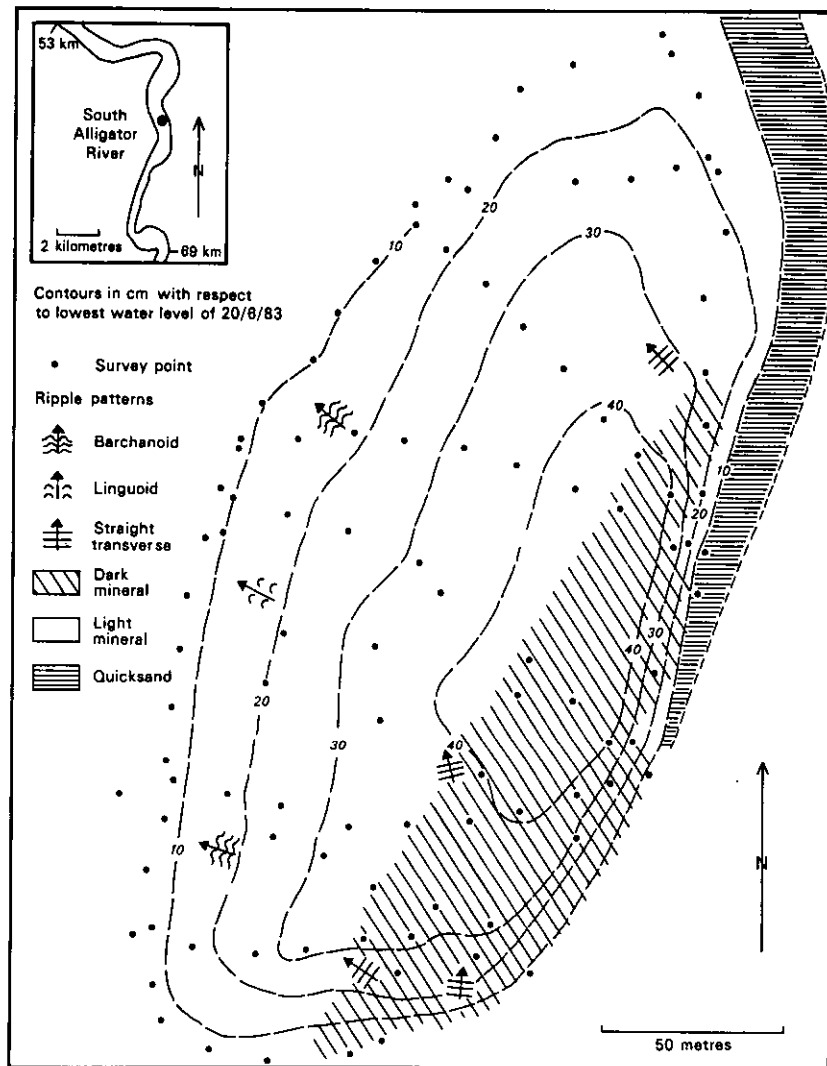 53 km
South
Alligator
River
N
2 kilometres
69 km
Contours in cm with respect
to lowest water level of 20/6/83
Survey point
Ripple patterns
Barchanoid
Linguoid
Straight
transverse
Dark
mineral
Light
mineral
Quicksand
10
20
30
40
10
20
30
40
20
30
40
10
N
50 metres